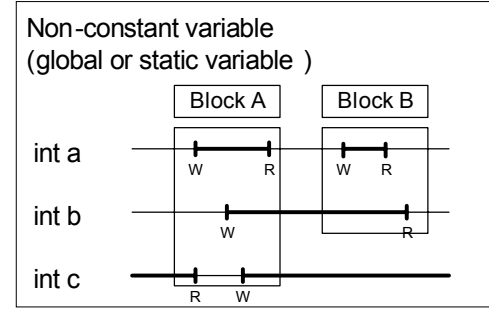 Non-constant variable
(global or static variable )
Block A Block B
int a
W R W R
int b
W R
int c
R W